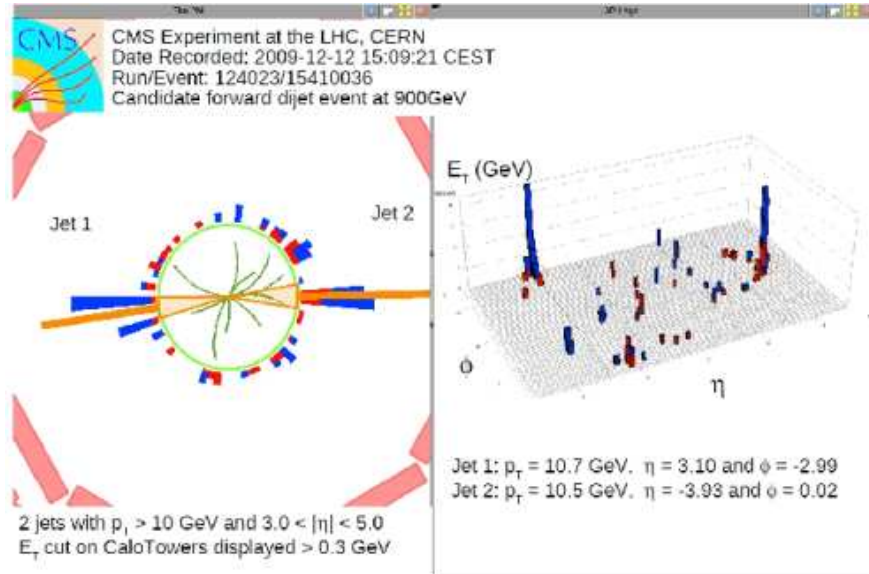 CMS
CMS Experiment at the LHC, CERN
Date Recorded: 2009-12-12 15:09:21 CEST
Run/Event: 124023/15410036
Candidate forward dijet event at 900GeV
Jet 1
Jet 2
2 jets with p_T > 10 GeV and 3.0 < |η| < 5.0
E_T cut on CaloTowers displayed > 0.3 GeV
E_T (GeV)
φ
η
Jet 1: p_T = 10.7 GeV, η = 3.10 and ϕ = -2.99
Jet 2: p_T = 10.5 GeV, η = -3.93 and ϕ = 0.02